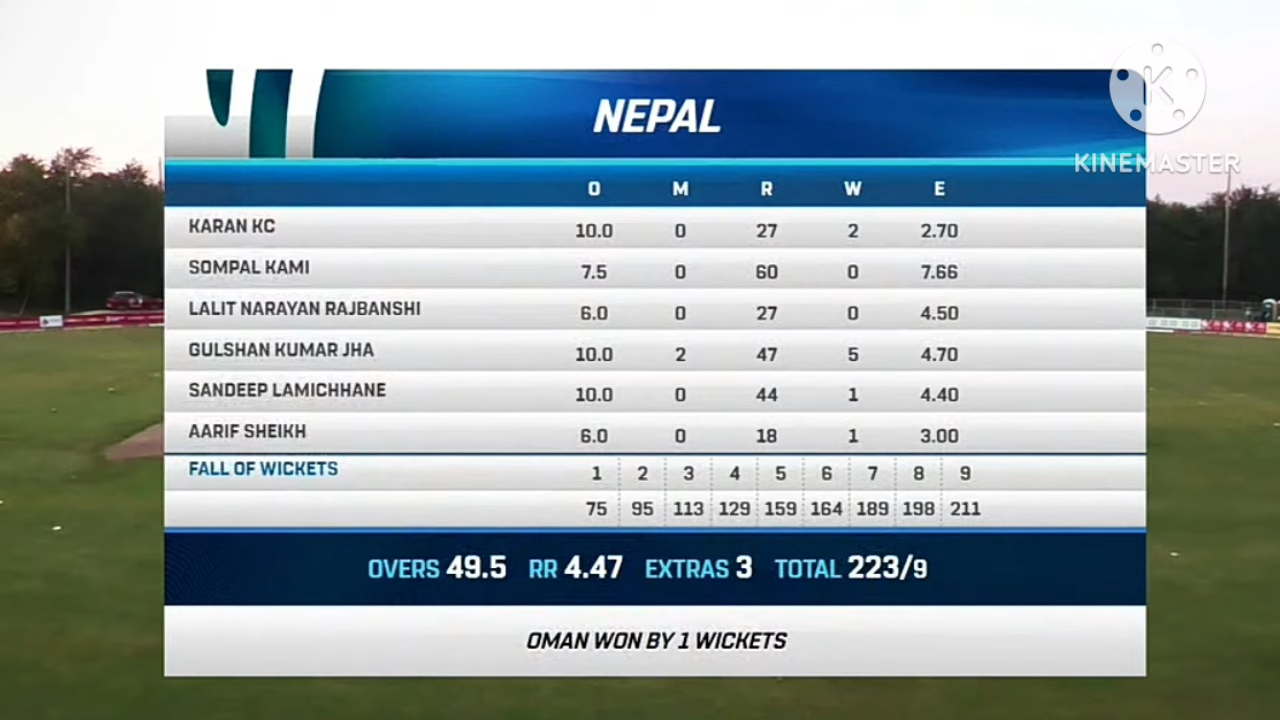 KINEMASTER
NEPAL
O M R W E
KARAN KC 10.0 0 27 2 2.70
SOMPAL KAMI 7.5 0 60 0 7.66
LALIT NARAYAN RAJBANSHI 6.0 0 27 0 4.50
GULSHAN KUMAR JHA 10.0 2 47 5 4.70
SANDEEP LAMICHHANE 10.0 0 44 1 4.40
AARIF SHEIKH 6.0 0 18 1 3.00
FALL OF WICKETS 1 2 3 4 5 6 7 8 9
75 95 113 129 159 164 189 198 211
OVERS 49.5 RR 4.47 EXTRAS 3 TOTAL 223/9
OMAN WON BY 1 WICKETS